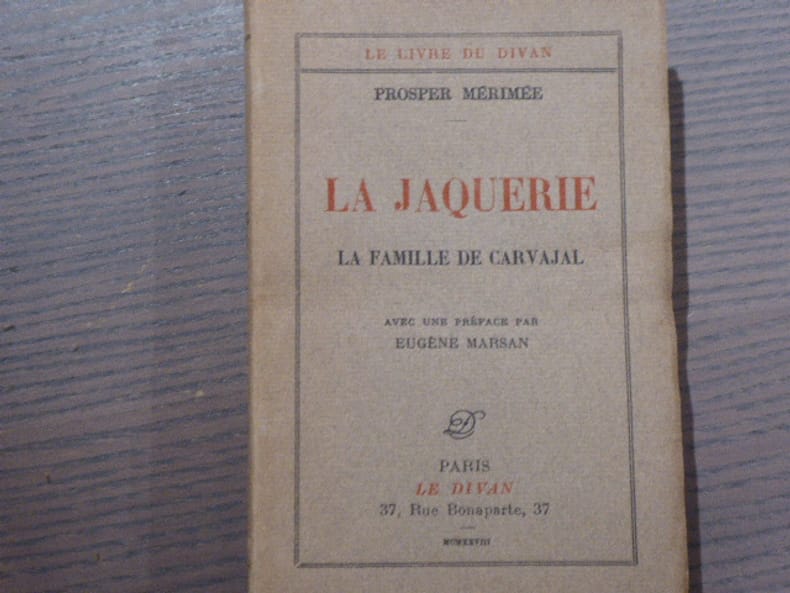 LE LIVRE DU DIVAN
PROSPER MÉRIMÉE
LA JAQUERIE
LA FAMILLE DE CARVAJAL
AVEC UNE PRÉFACE PAR
EUGÈNE MARSAN
D
PARIS
LE DIVAN
37, Rue Bonaparte, 37
MCMXXVIII